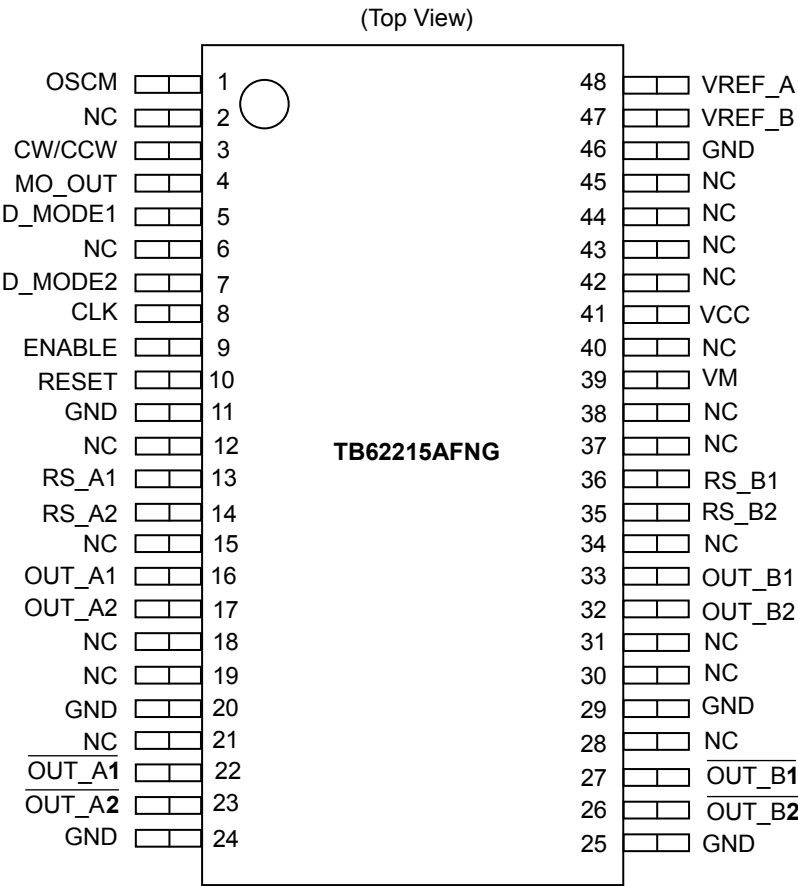 (Top View)
OSCM 1 48 VREF_A
NC 2 47 VREF_B
CW/CCW 3 46 GND
MO_OUT 4 45 NC
D_MODE1 5 44 NC
NC 6 43 NC
D_MODE2 7 42 NC
CLK 8 41 VCC
ENABLE 9 40 NC
RESET 10 39 VM
GND 11 38 NC
NC 12 TB62215AFNG 37 NC
RS_A1 13 36 RS_B1
RS_A2 14 35 RS_B2
NC 15 34 NC
OUT_A1 16 33 OUT_B1
OUT_A2 17 32 OUT_B2
NC 18 31 NC
NC 19 30 NC
GND 20 29 GND
NC 21 28 NC
OUT_A1 22 27 OUT_B1
OUT_A2 23 26 OUT_B2
GND 24 25 GND